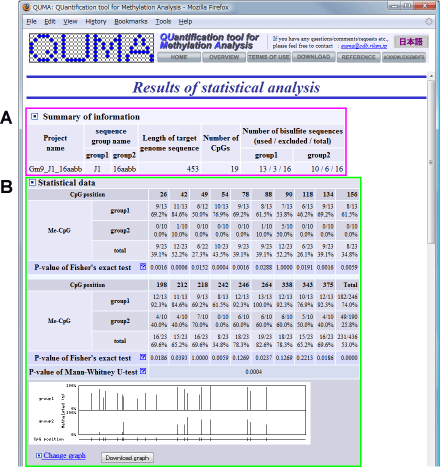 QUMA: QUantification tool for Methylation Analysis - Mozilla Firefox
File Edit View History Bookmarks Tools Help
QUMA
QUantification tool for
Methylation Analysis
If you have any questions/comments/requests etc.,
please feel free to contact quma@cdb.riken.jp
日本語
HOME OVERVIEW TERMS OF USE DOWNLOAD REFERENCE ACKNOWLEDGEMENTS
Results of statistical analysis
A
Summary of information
Project name sequence group name Length of target genome sequence Number of CpGs Number of bisulfite sequences (used / excluded / total)
group1 group2 group1 group2
Gm9_J1_16aabb J1 16aabb 453 19 13 / 3 / 16 10 / 6 / 16
B
Statistical data
CpG position 26 42 49 54 78 88 90 118 134 156
Me-CpG
group1 9/13 11/13 6/13 10/13 9/13 8/13 7/13 6/13 9/13 8/13
69.2% 84.6% 50.0% 76.9% 69.2% 61.5% 53.8% 46.2% 69.2% 61.5%
group2 0/10 1/10 0/10 0/10 0/10 1/10 0/10 0/10 0/10
0.0% 10.0% 0.0% 0.0% 0.0% 10.0% 0.0% 0.0% 0.0%
total 9/23 12/23 6/22 10/23 9/23 9/23 12/23 6/23 9/23 8/23
39.1% 52.2% 27.3% 43.5% 39.1% 39.1% 52.2% 26.1% 39.1% 34.8%
P-value of Fisher's exact test 0.0016 0.0006 0.0152 0.0004 0.0016 0.0288 1.0000 0.0191 0.0016 0.0059
CpG position 198 212 218 242 246 264 338 343 375 Total
Me-CpG
group1 12/13 11/13 9/13 8/13 12/13 13/13 12/13 10/13 12/13 182/246
92.3% 84.6% 69.2% 61.5% 92.3% 100.0% 92.3% 76.9% 92.3% 74.0%
group2 4/10 4/10 7/10 0/10 6/10 6/10 6/10 5/10 4/10 49/190
40.0% 40.0% 70.0% 0.0% 60.0% 60.0% 60.0% 50.0% 40.0% 25.8%
total 16/23 15/23 16/23 8/23 18/23 19/23 18/23 15/23 16/23 231/436
69.6% 65.2% 69.6% 34.8% 78.3% 82.6% 78.3% 65.2% 69.6% 53.0%
P-value of Fisher's exact test 0.0186 0.0393 1.0000 0.0059 0.1269 0.0237 0.1269 0.2213 0.0186 0.0000
P-value of Mann-Whitney U-test 0.0004
Methylated CpG
100%
group1
0%
100%
group2
0%
CpG position
Change graph Download graph